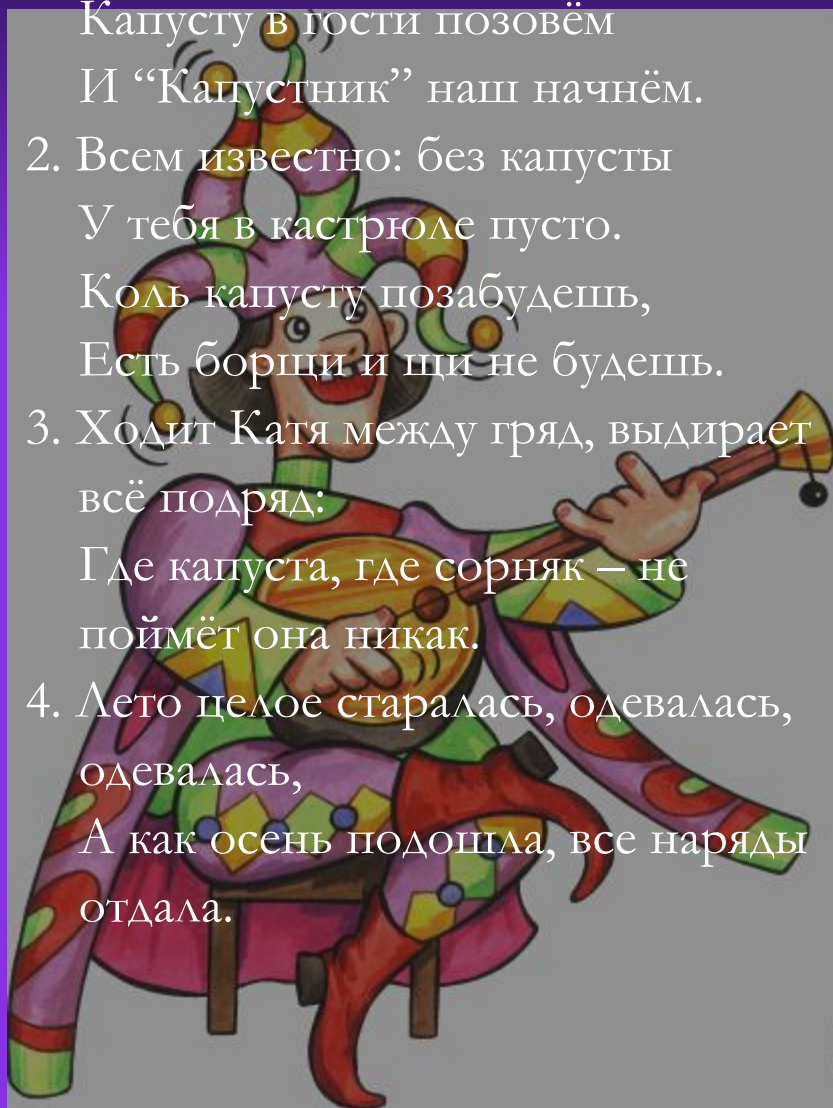 Капусту в гости позовём
И “Капустник” наш начнём.
2. Всем известно: без капусты
У тебя в кастрюле пусто.
Коль капусту позабудешь,
Есть борщи и щи не будешь.
3. Ходит Катя между гряд, выдирает
всё подряд:
Где капуста, где сорняк – не
поймёт она никак.
4. Лето целое старалась, одевалась,
одевалась,
А как осень подошла, все наряды
отдала.